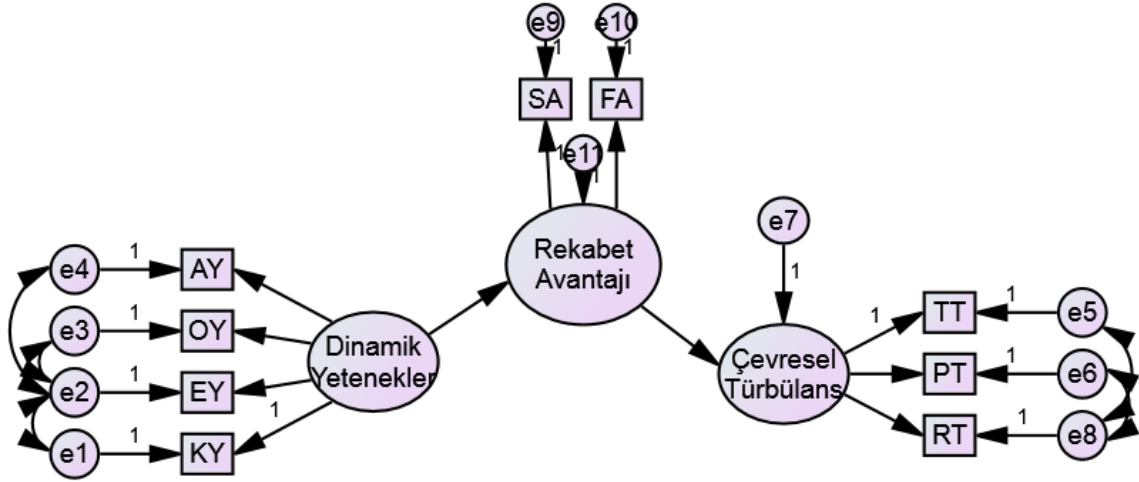 e9
e10
1
1
SA
FA
1
e11
1
Rekabet
Avantajı
e7
1
e4
1
AY
e3
1
OY
e2
1
EY
e1
1
KY
Dinamik
Yetenekler
1
Çevresel
Türbülans
1
TT
1
e5
PT
1
e6
RT
1
e8